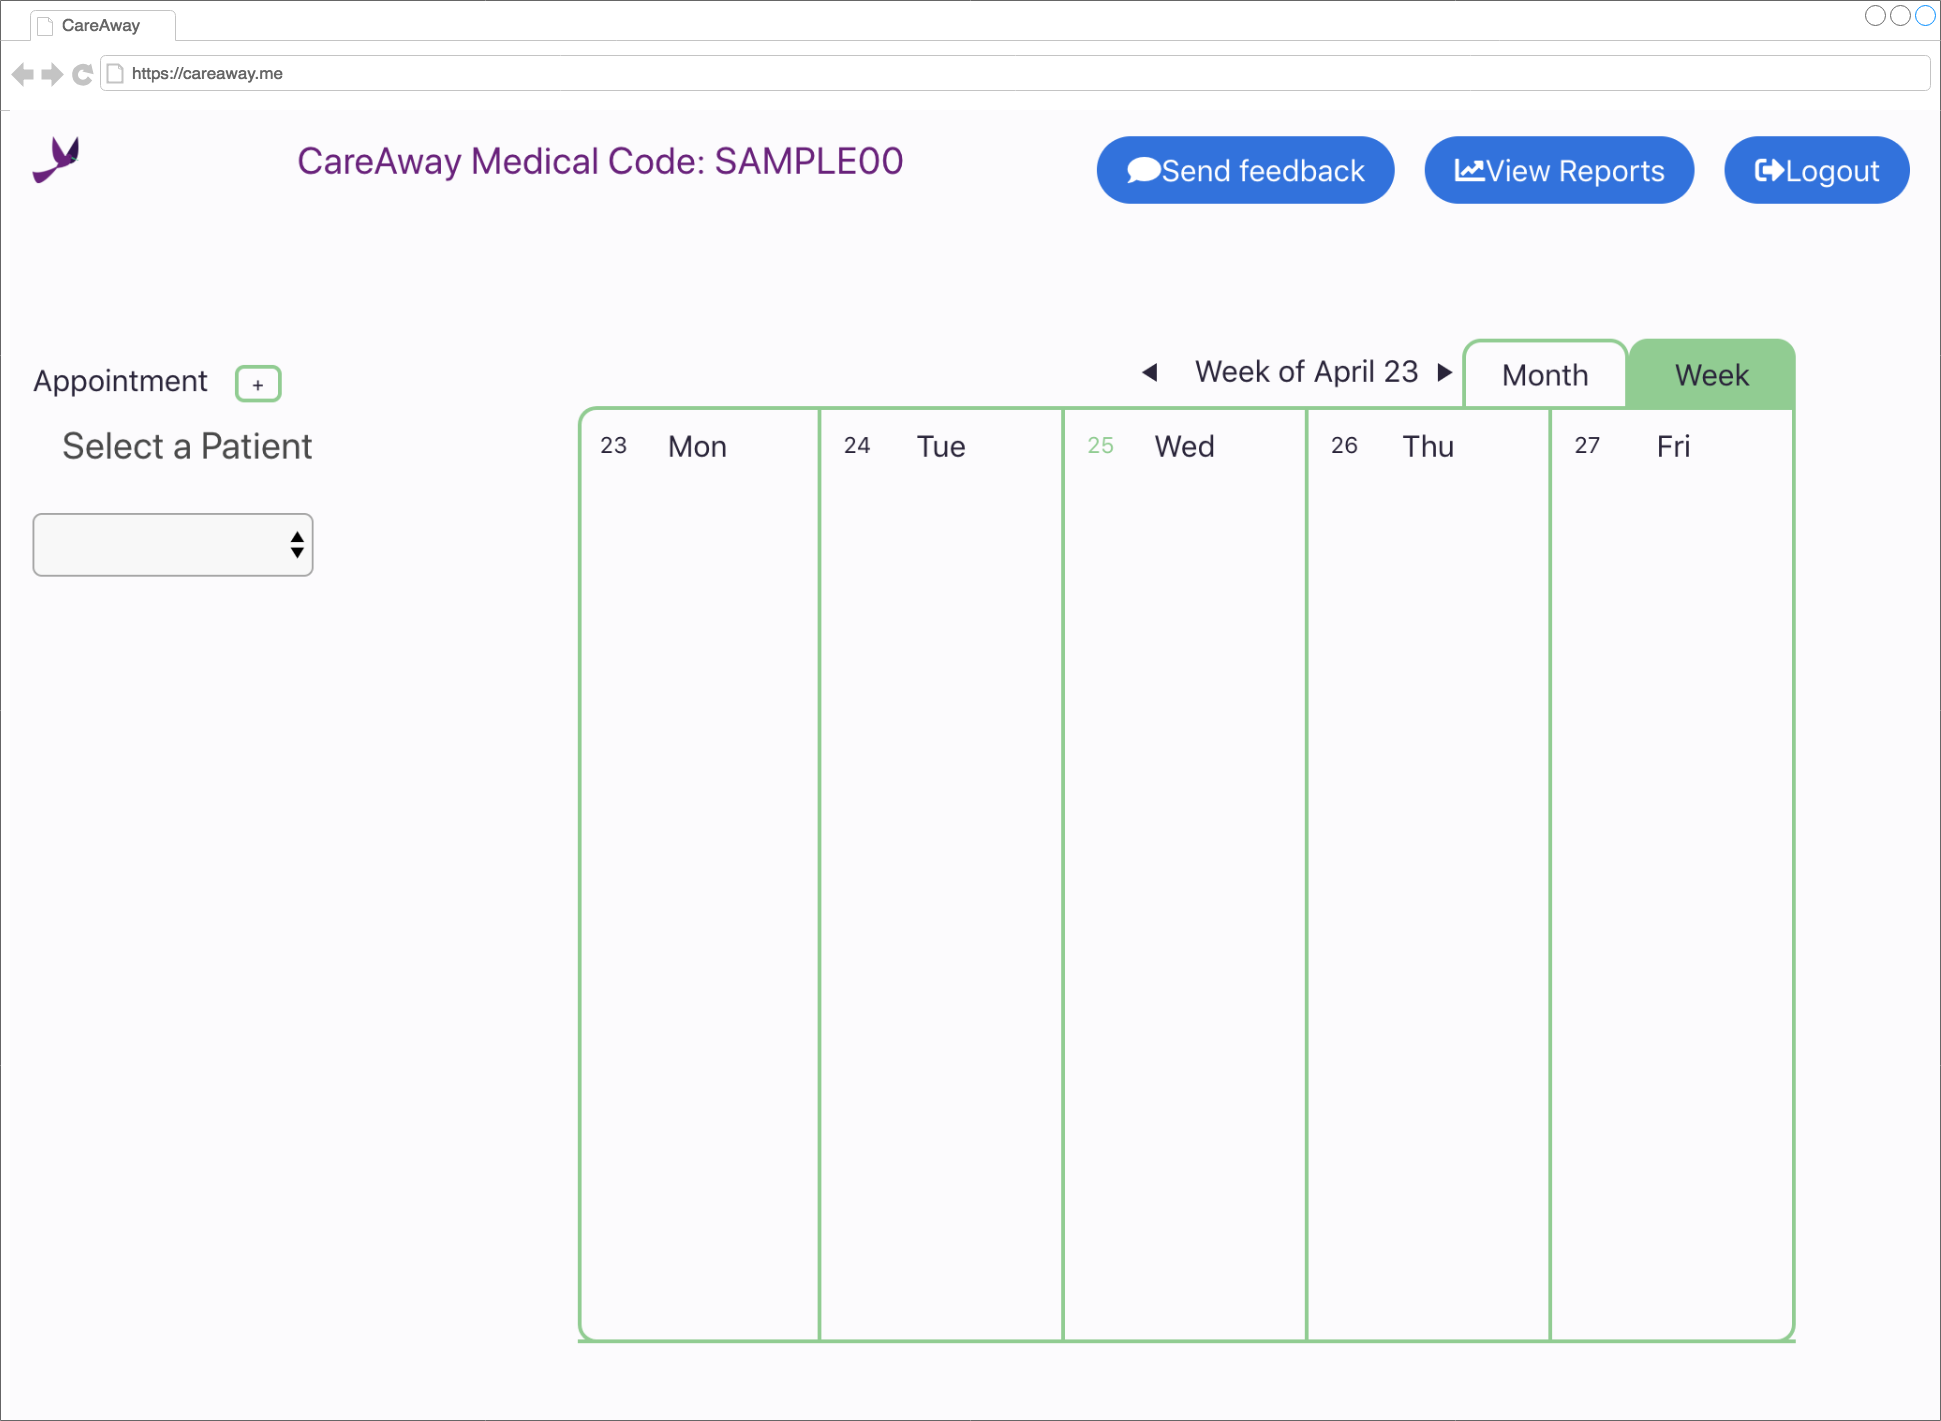 CareAway
https://careaway.me
CareAway Medical Code: SAMPLE00
Send feedback
View Reports
Logout
Appointment +
Week of April 23
Month
Week
Select a Patient
23 Mon
24 Tue
25 Wed
26 Thu
27 Fri